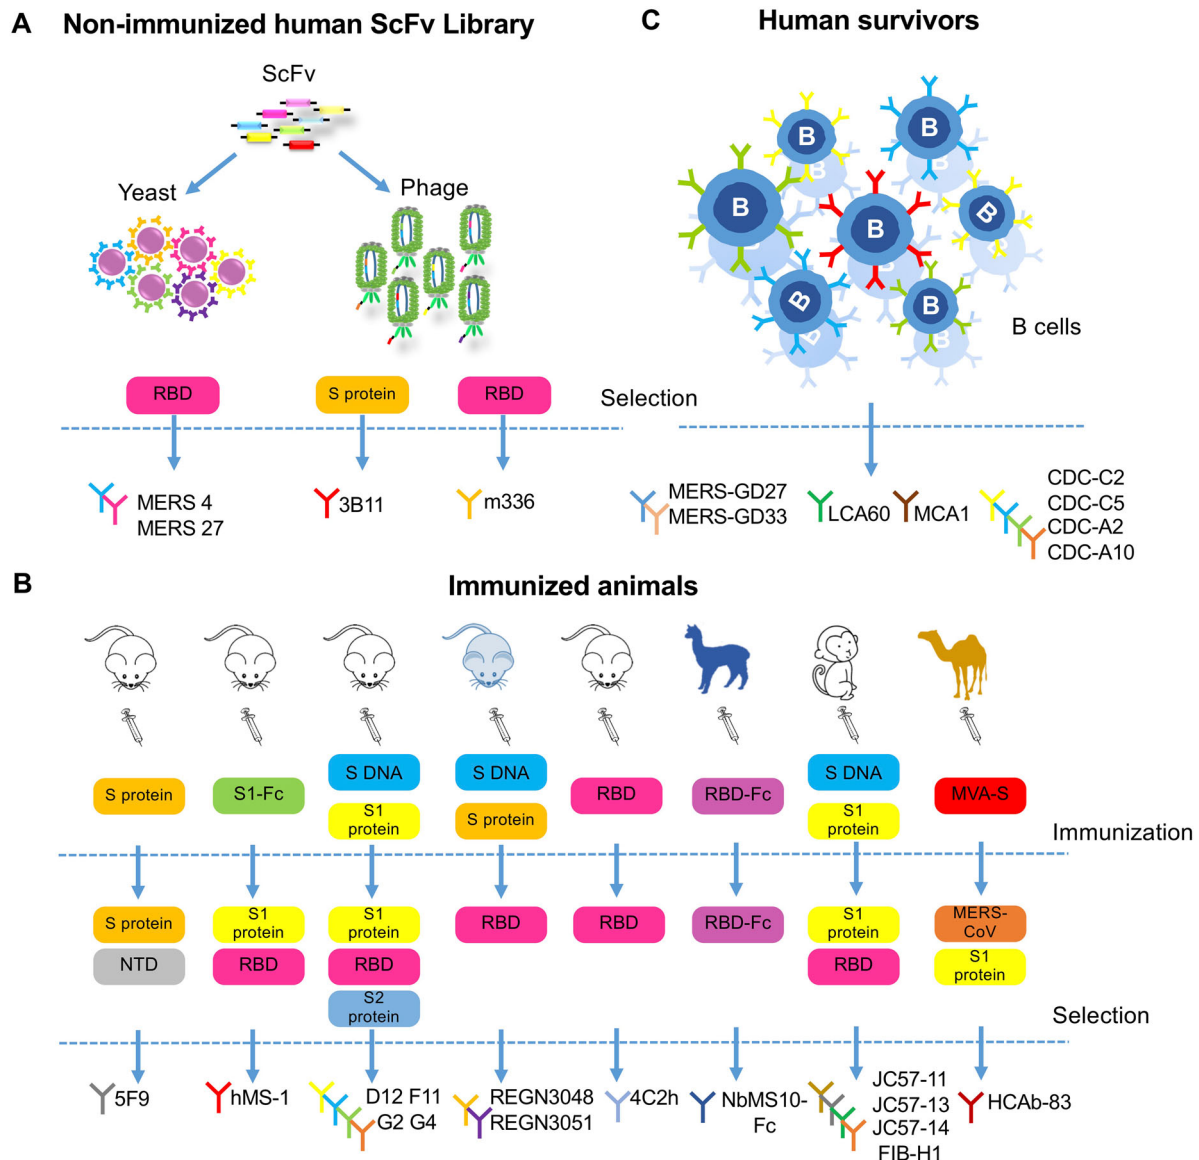 A Non-immunized human ScFv Library
ScFv
Yeast
Phage
RBD
S protein
RBD
Selection
MERS 4
MERS 27
3B11
m336
C Human survivors
B
B
B
B
B
B
B
B cells
MERS-GD27
MERS-GD33
LCA60
MCA1
CDC-C2
CDC-C5
CDC-A2
CDC-A10
B Immunized animals
S protein
S1-Fc
S DNA
S1
protein
S DNA
S protein
RBD
RBD-Fc
S DNA
S1
protein
MVA-S
Immunization
S protein
NTD
S1
protein
RBD
S1
protein
RBD
S2
protein
RBD
RBD
RBD-Fc
S1
protein
RBD
MERS-
CoV
S1
protein
Selection
5F9
hMS-1
D12 F11
G2 G4
REGN3048
REGN3051
4C2h
NbMS10-
Fc
JC57-11
JC57-13
JC57-14
FIB-H1
HCAb-83